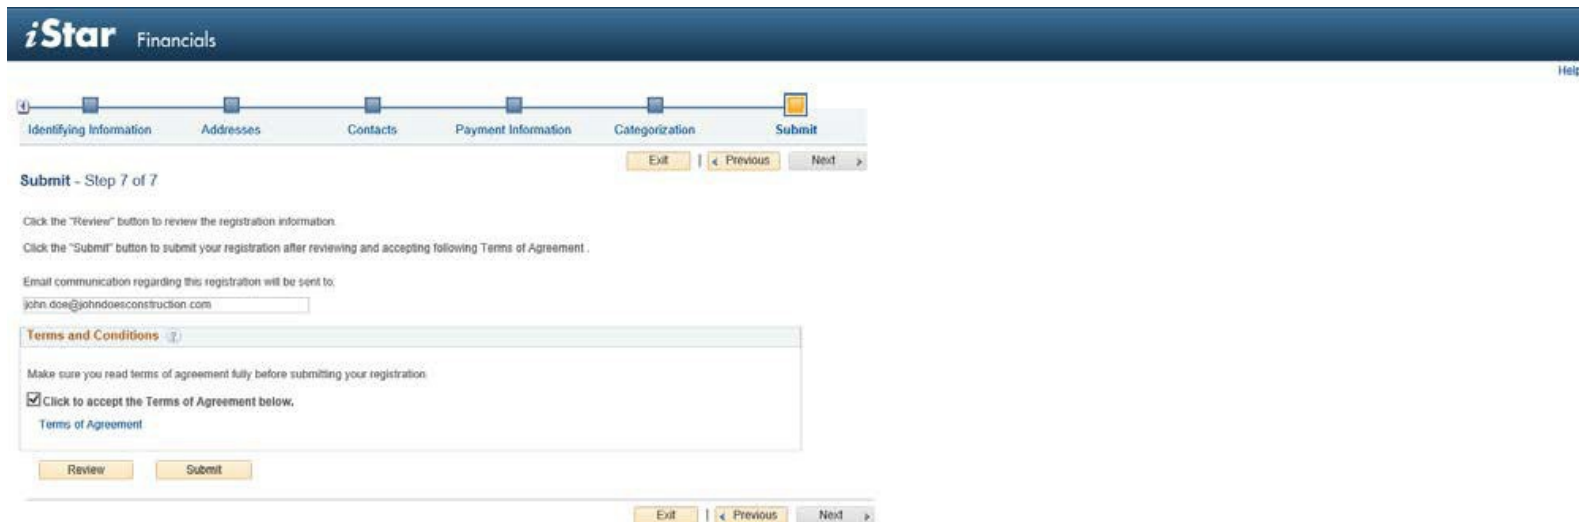 iStar Financials
Help
Identifying Information Addresses Contacts Payment Information Categorization Submit
Exit | Previous Next
Submit - Step 7 of 7
Click the "Review" button to review the registration information.
Click the "Submit" button to submit your registration after reviewing and accepting following Terms of Agreement .
Email communication regarding this registration will be sent to:
john.doe@johndoesconstruction.com
Terms and Conditions ?
Make sure you read terms of agreement fully before submitting your registration
Click to accept the Terms of Agreement below.
Terms of Agreement
Review Submit
Exit | Previous Next